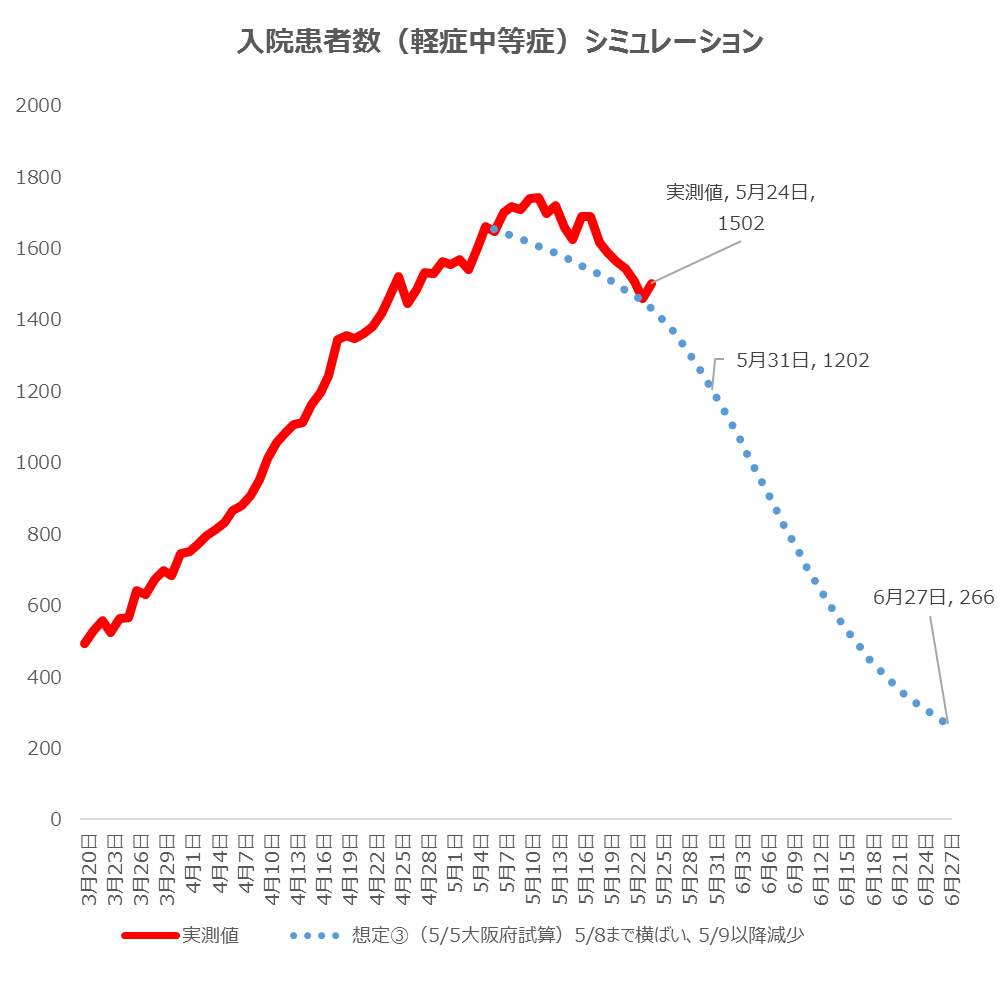 入院患者数（軽症中等症）シミュレーション
2000
1800
1600
1400
1200
1000
800
600
400
200
0
実測値, 5月24日,
1502
5月31日, 1202
6月27日, 266
3月20日
3月23日
3月26日
3月29日
4月1日
4月4日
4月7日
4月10日
4月13日
4月16日
4月19日
4月22日
4月25日
4月28日
5月1日
5月4日
5月7日
5月10日
5月13日
5月16日
5月19日
5月22日
5月25日
5月28日
5月31日
6月3日
6月6日
6月9日
6月12日
6月15日
6月18日
6月21日
6月24日
6月27日
実測値
想定③（5/5大阪府試算）5/8まで横ばい、5/9以降減少